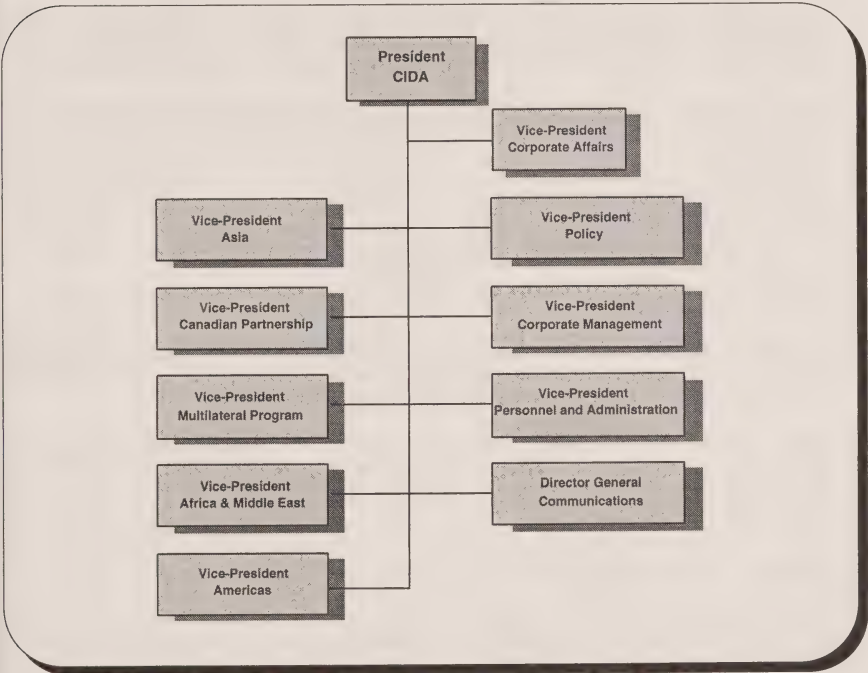 President
CIDA
Vice-President
Corporate Affairs
Vice-President
Asia
Vice-President
Policy
Vice-President
Canadian Partnership
Vice-President
Corporate Management
Vice-President
Multilateral Program
Vice-President
Personnel and Administration
Vice-President
Africa & Middle East
Director General
Communications
Vice-President
Americas